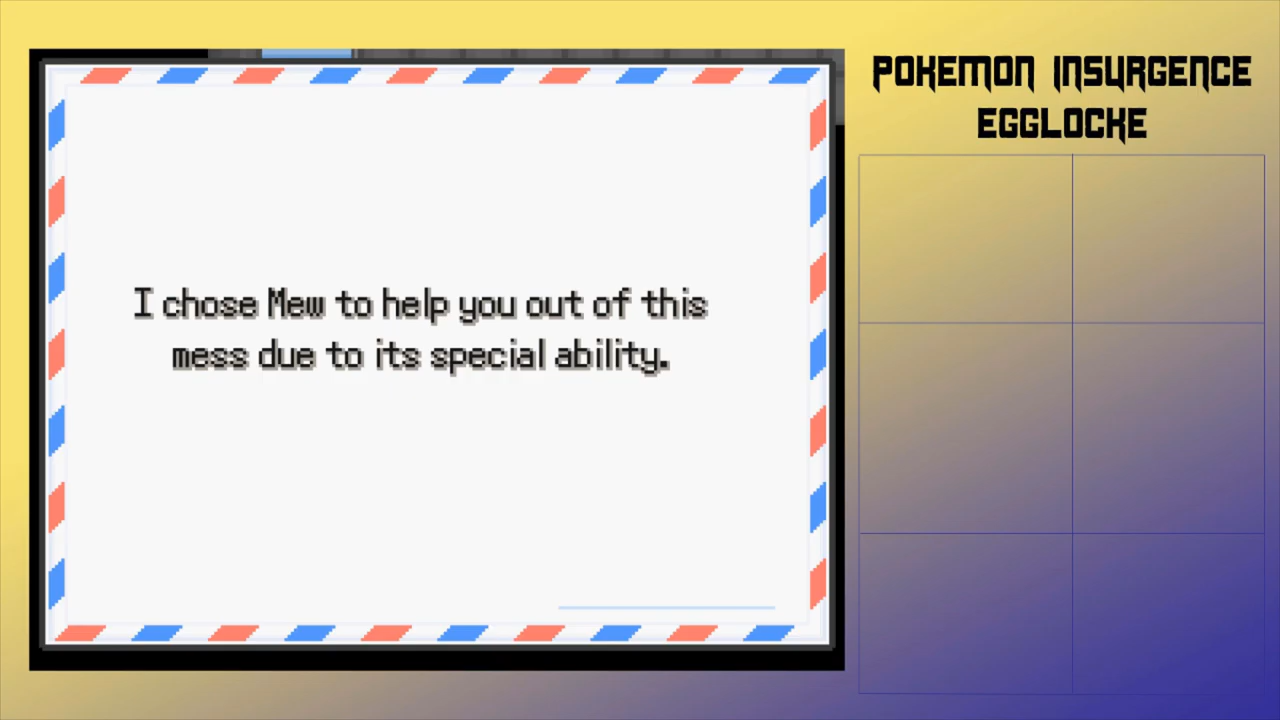 I chose Mew to help you out of this
mess due to its special ability.
POKEMON INSURGENCE
EGGLOCKE